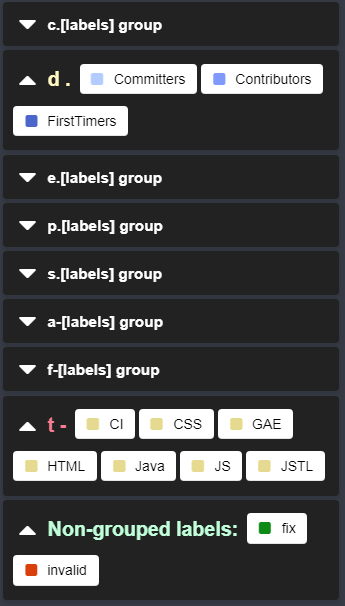 c.[labels] group
d . Committers Contributors
FirstTimers
e.[labels] group
p.[labels] group
s.[labels] group
a-[labels] group
f-[labels] group
t - CI CSS GAE
HTML Java JS JSTL
Non-grouped labels: fix
invalid